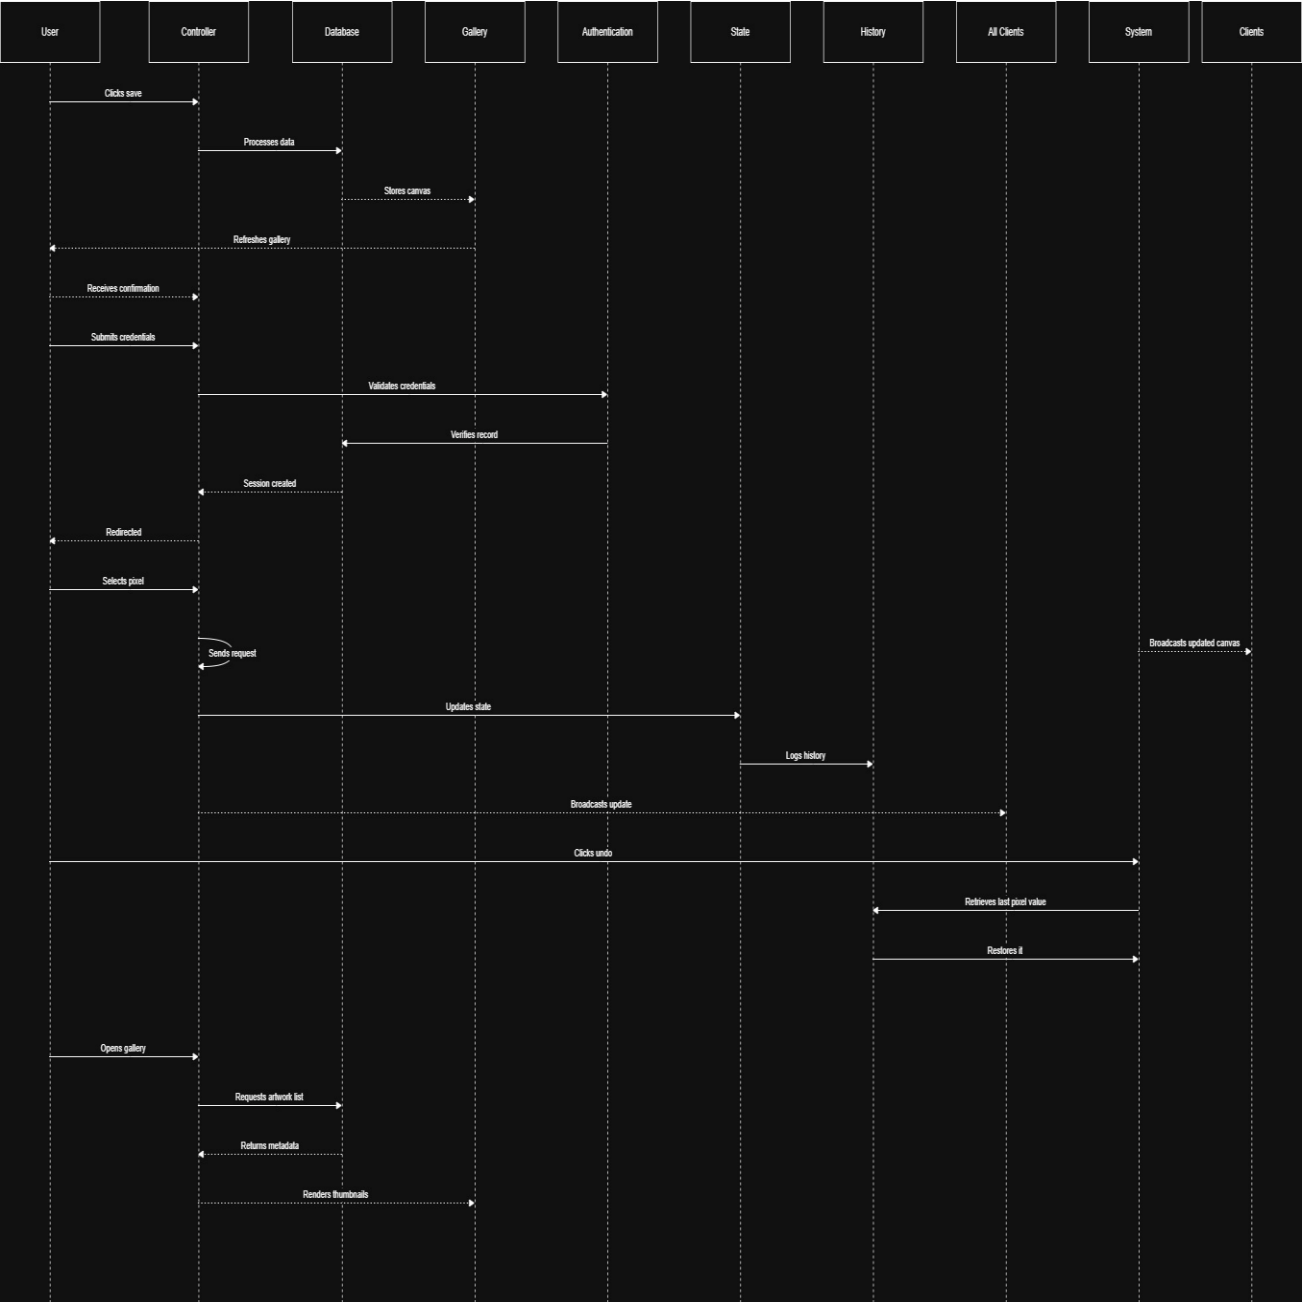 User
Controller
Database
Gallery
Authentication
State
History
All Clients
System
Clients
Clicks save
Processes data
Stores canvas
Refreshes gallery
Receives confirmation
Submits credentials
Validates credentials
Verifies record
Session created
Redirected
Selects pixel
Broadcasts updated canvas
Sends request
Updates state
Logs history
Broadcasts update
Clicks undo
Retrieves last pixel value
Restores it
Opens gallery
Requests artwork list
Returns metadata
Renders thumbnails